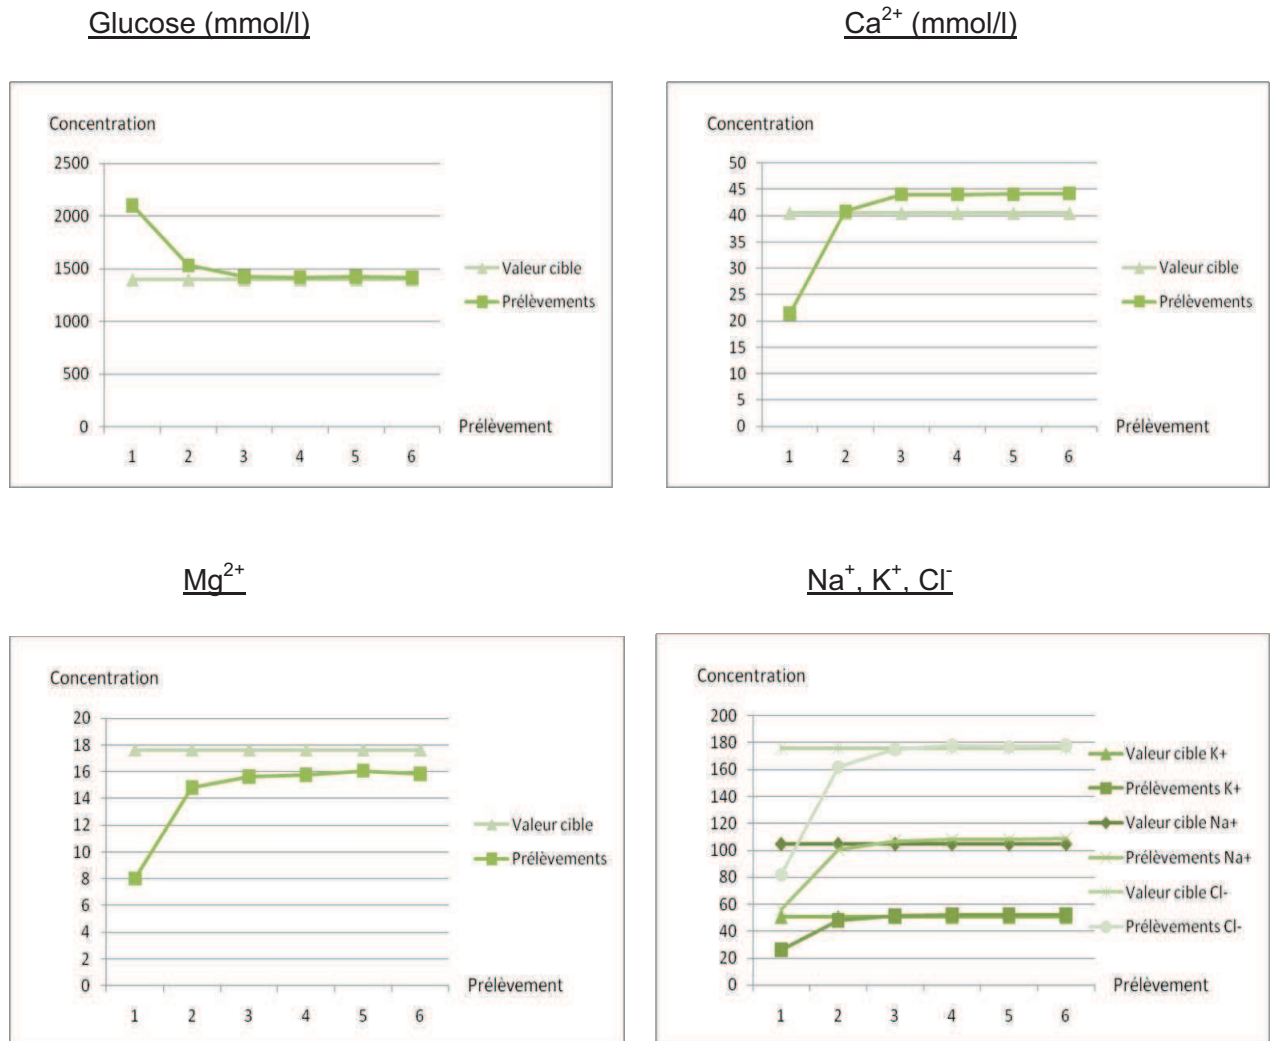 Glucose (mmol/l)
Ca2+ (mmol/l)
Concentration
2500
2000
1500
1000
500
0
1 2 3 4 5 6
Prélèvement
Valeur cible
Prélèvements
Concentration
50
45
40
35
30
25
20
15
10
5
0
1 2 3 4 5 6
Prélèvement
Valeur cible
Prélèvements
Mg2+
Na+, K+, Cl-
Concentration
20
18
16
14
12
10
8
6
4
2
0
1 2 3 4 5 6
Prélèvement
Valeur cible
Prélèvements
Concentration
200
180
160
140
120
100
80
60
40
20
0
1 2 3 4 5 6
Prélèvement
Valeur cible K+
Prélèvements K+
Valeur cible Na+
Prélèvements Na+
Valeur cible Cl-
Prélèvements Cl-